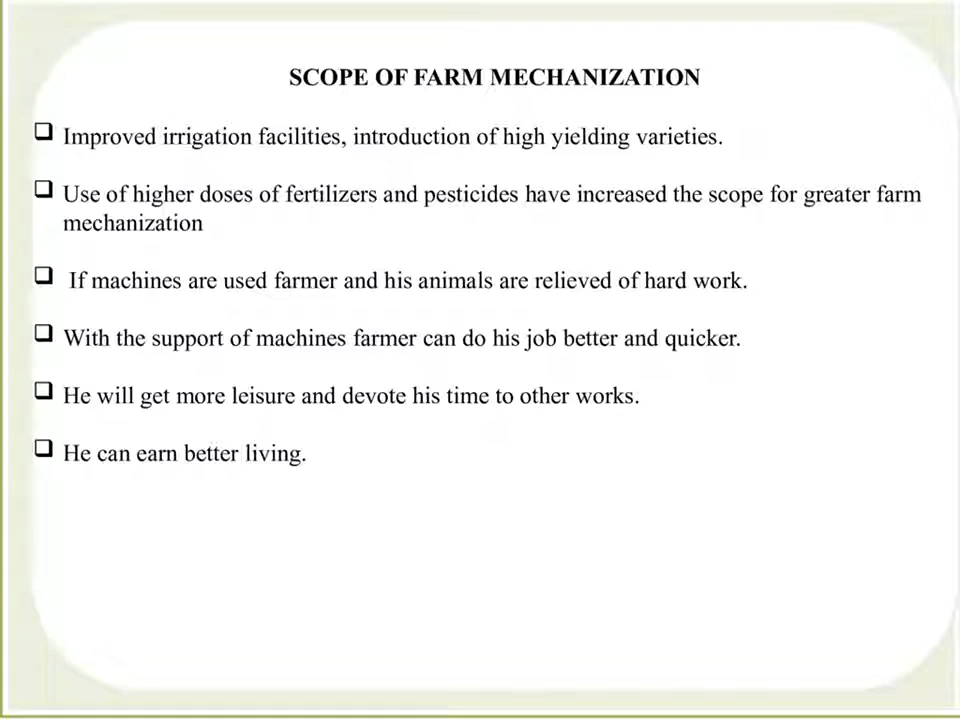 SCOPE OF FARM MECHANIZATION
Improved irrigation facilities, introduction of high yielding varieties.
Use of higher doses of fertilizers and pesticides have increased the scope for greater farm
mechanization
If machines are used farmer and his animals are relieved of hard work.
With the support of machines farmer can do his job better and quicker.
He will get more leisure and devote his time to other works.
He can earn better living.